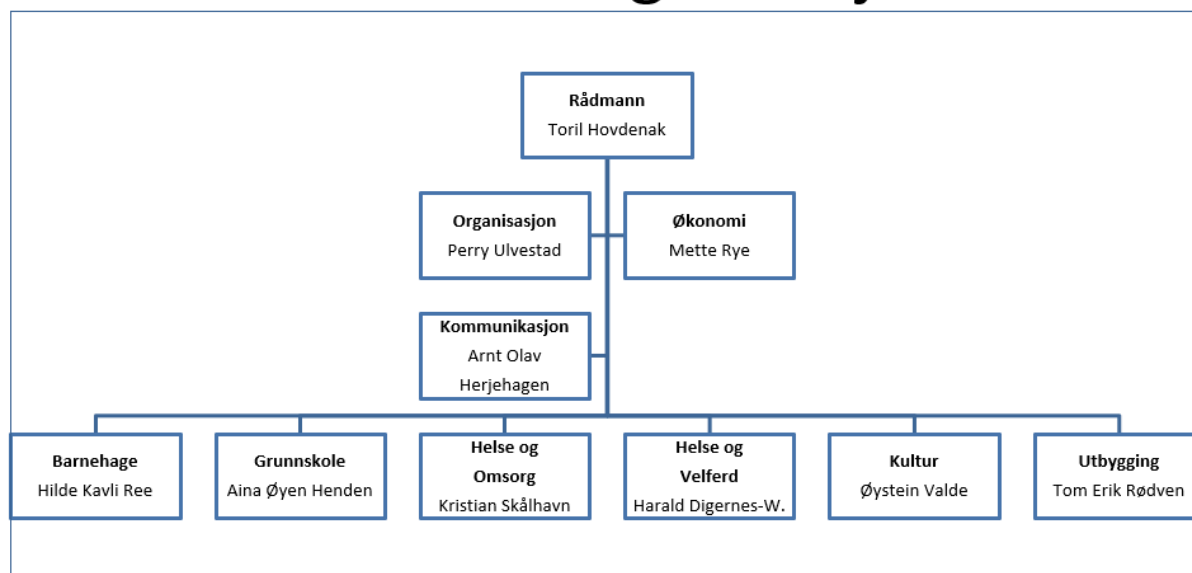 Rådmann
Toril Hovdenak
Organisasjon
Perry Ulvestad
Økonomi
Mette Rye
Kommunikasjon
Arnt Olav
Herjehagen
Barnehage
Hilde Kavli Ree
Grunnskole
Aina Øyen Henden
Helse og
Omsorg
Kristian Skålhavn
Helse og
Velferd
Harald Digernes-W.
Kultur
Øystein Valde
Utbygging
Tom Erik Rødven